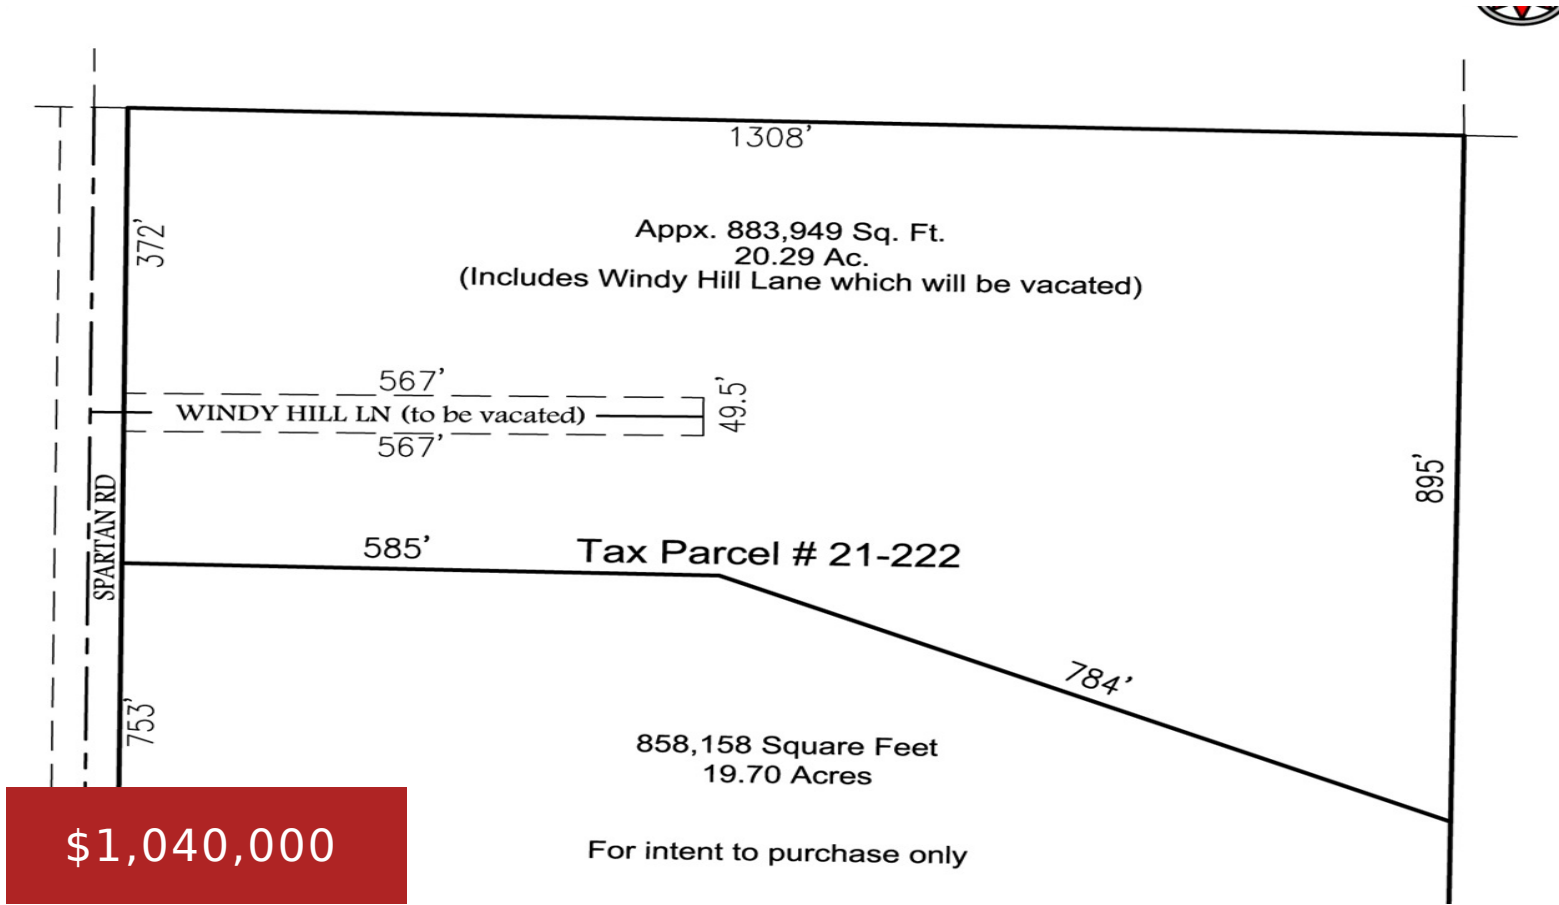 1308'
372'
Appx. 883,949 Sq. Ft.
20.29 Ac.
(Includes Windy Hill Lane which will be vacated)
567'
49.5'
WINDY HILL LN (to be vacated)
567'
895'
SPARTAN RD
585'
Tax Parcel # 21-222
784'
753'
858,158 Square Feet
19.70 Acres
$1,040,000
For intent to purchase only